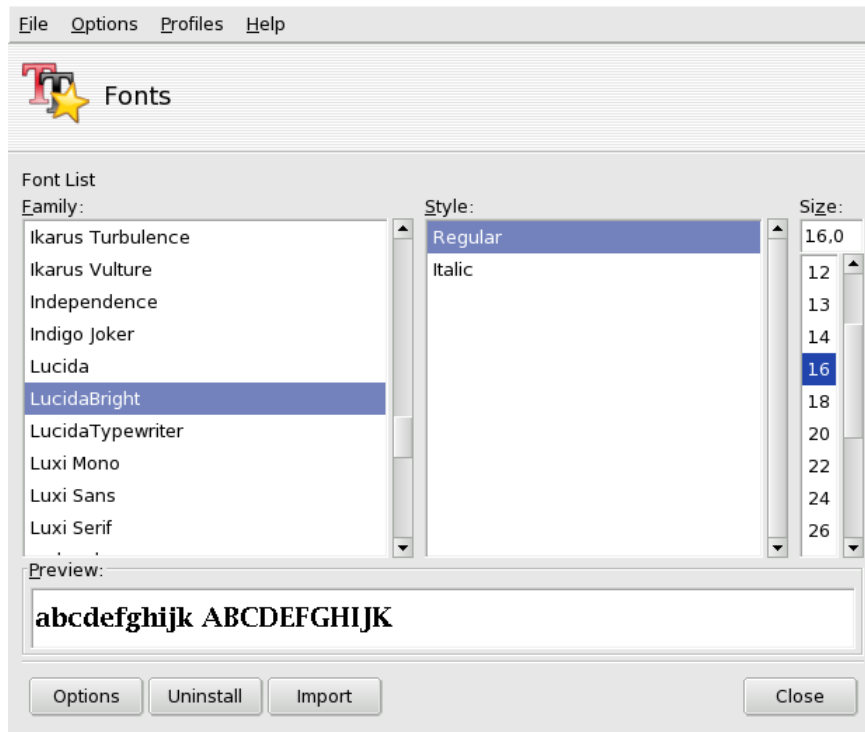 File Options Profiles Help
Fonts
Font List
Family:
Ikarus Turbulence
Ikarus Vulture
Independence
Indigo Joker
Lucida
LucidaBright
LucidaTypewriter
Luxi Mono
Luxi Sans
Luxi Serif
Style:
Regular
Italic
Size:
16,0
12
13
14
16
18
20
22
24
26
Preview:
abcdefghijk ABCDEFGHIJK
Options Uninstall Import Close